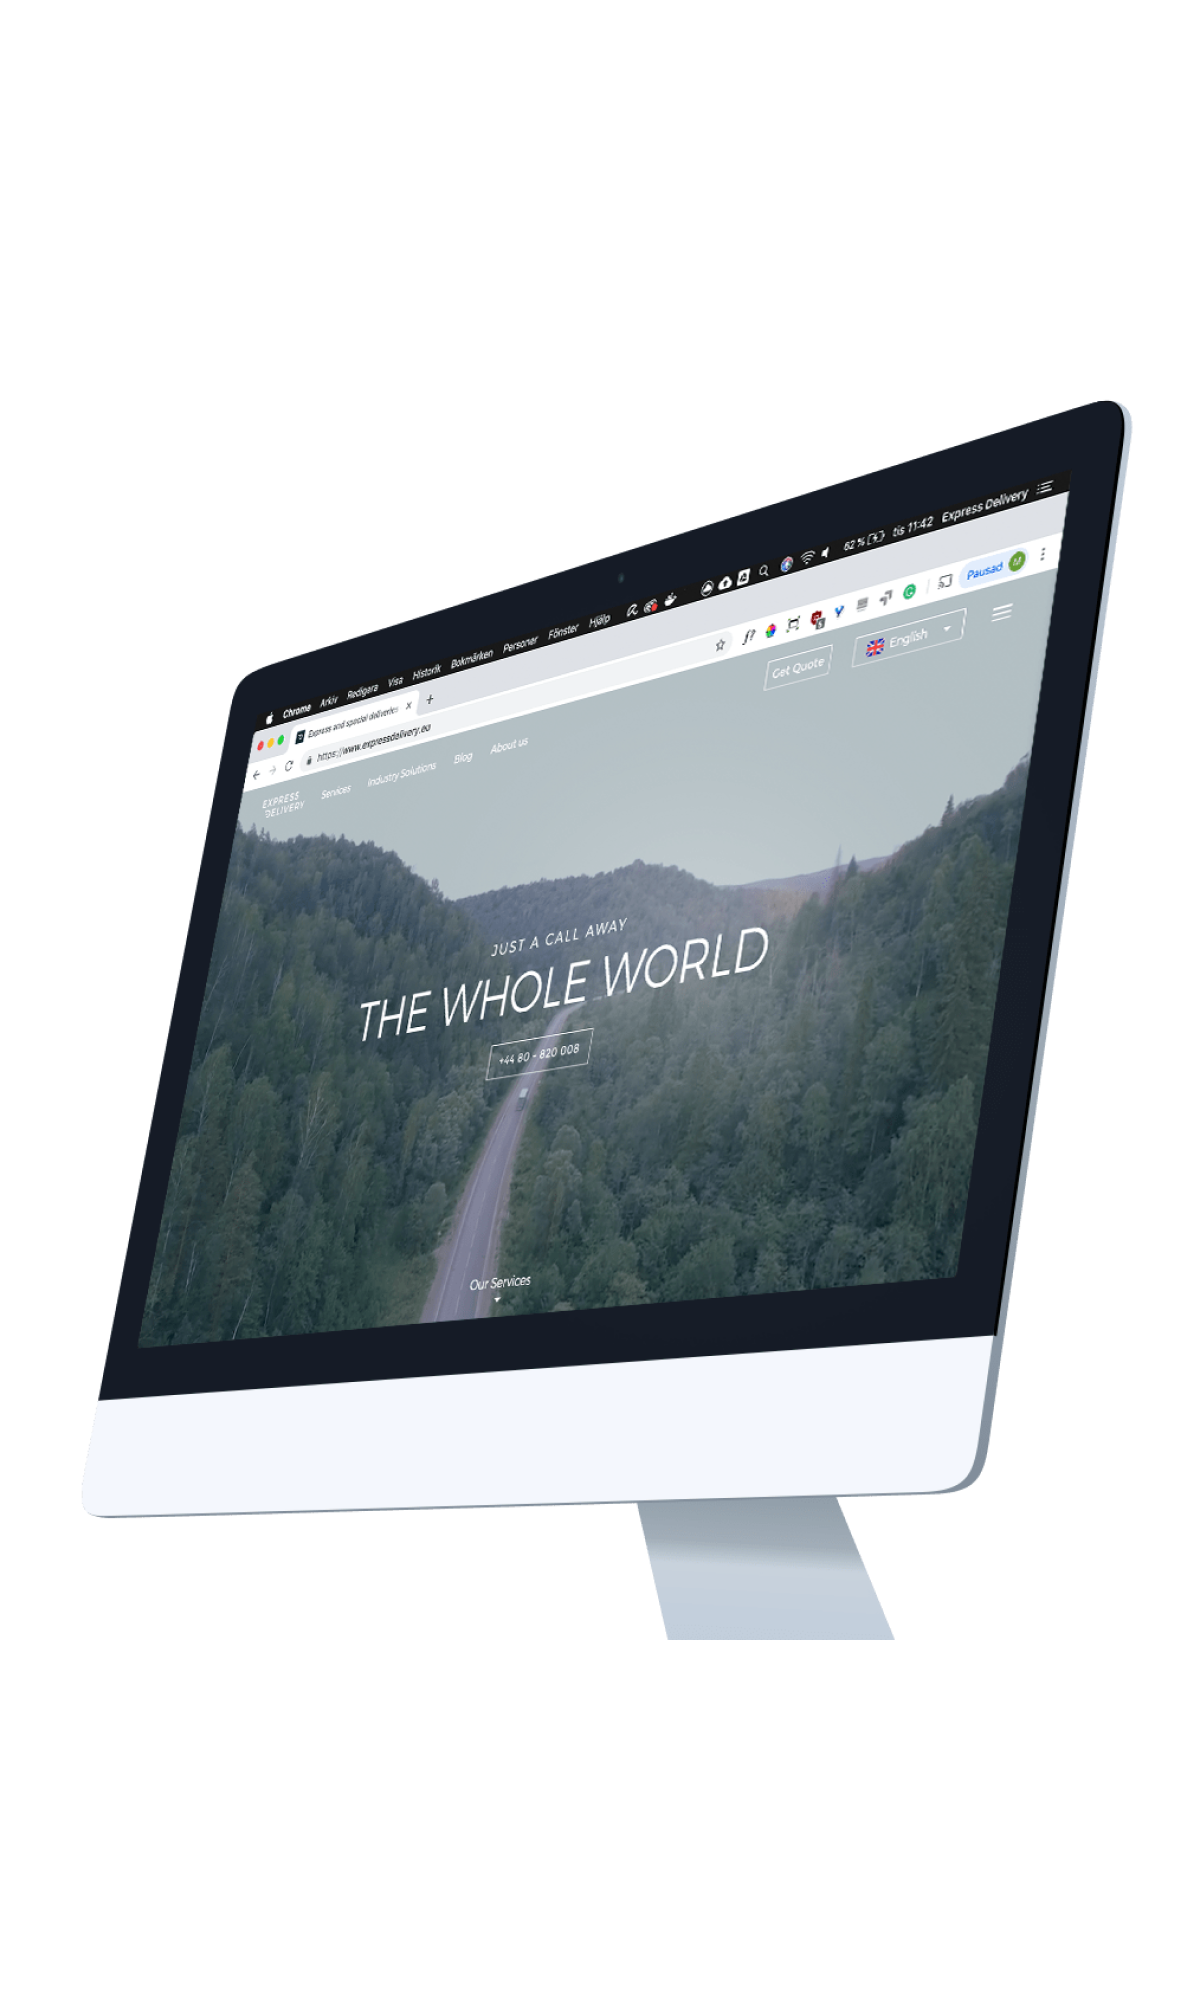 Chrome Arkiv Redigera Visa Historik Bokmärken Personer Fönster Hjälp 62 % tis 11:42 Express Delivery
Express and special deliveries
https://www.expressdelivery.eu
Pausad M
EXPRESS
DELIVERY
Services Industry Solutions Blog About us
Get Quote English
JUST A CALL AWAY
THE WHOLE WORLD
+44 80 - 820 008
Our Services